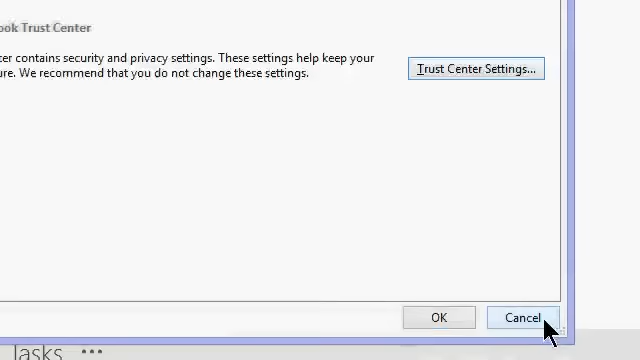 ook Trust Center
ter contains security and privacy settings. These settings help keep your
ure. We recommend that you do not change these settings.
Trust Center Settings...
OK
Cancel
Tasks •••